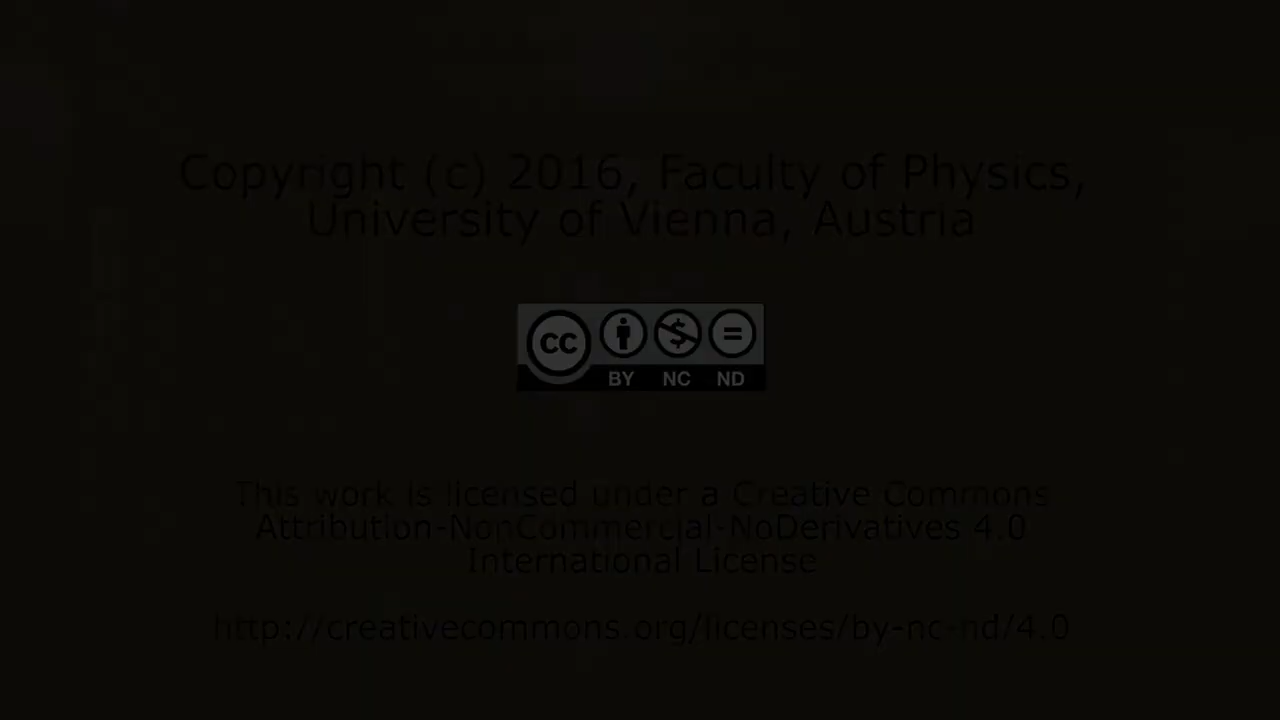 Copyright (c) 2016, Faculty of Physics,
University of Vienna, Austria
CC
BY NC ND
This work is licensed under a Creative Commons
Attribution-NonCommercial-NoDerivatives 4.0
International License
http://creativecommons.org/licenses/by-nc-nd/4.0